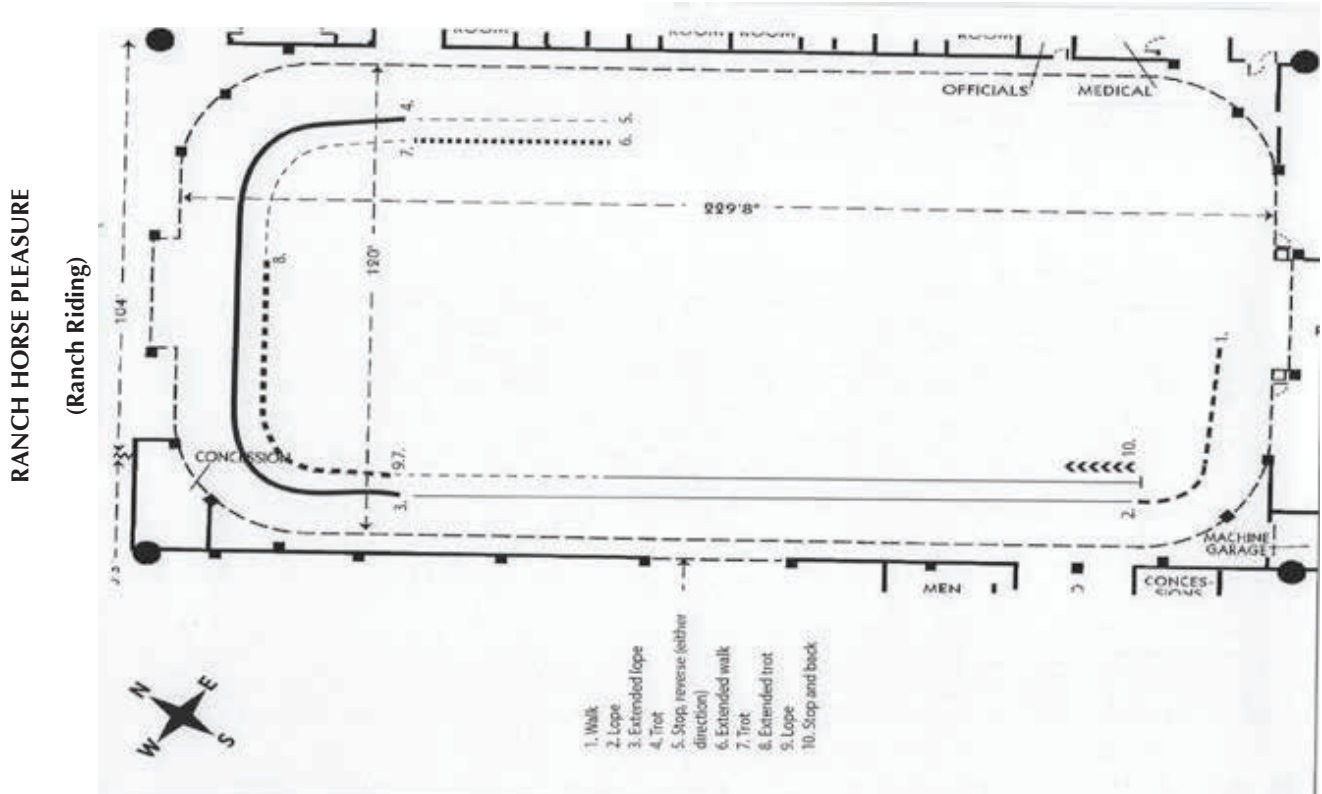 RANCH HORSE PLEASURE
(Ranch Riding)
104'
120'
229'8"
ROOM
ROOM
ROOM
ROOM
OFFICIALS
MEDICAL
CONCESSION
MACHINE
GARAGE
MEN
CONCES-
SIONS
1.
2.
3.
4.
5.
6.
7.
8.
9.7.
10.
N
E
S
W
1. Walk
2. Lope
3. Extended lope
4. Trot
5. Stop, reverse (either
direction)
6. Extended walk
7. Trot
8. Extended trot
9. Lope
10. Stop and back